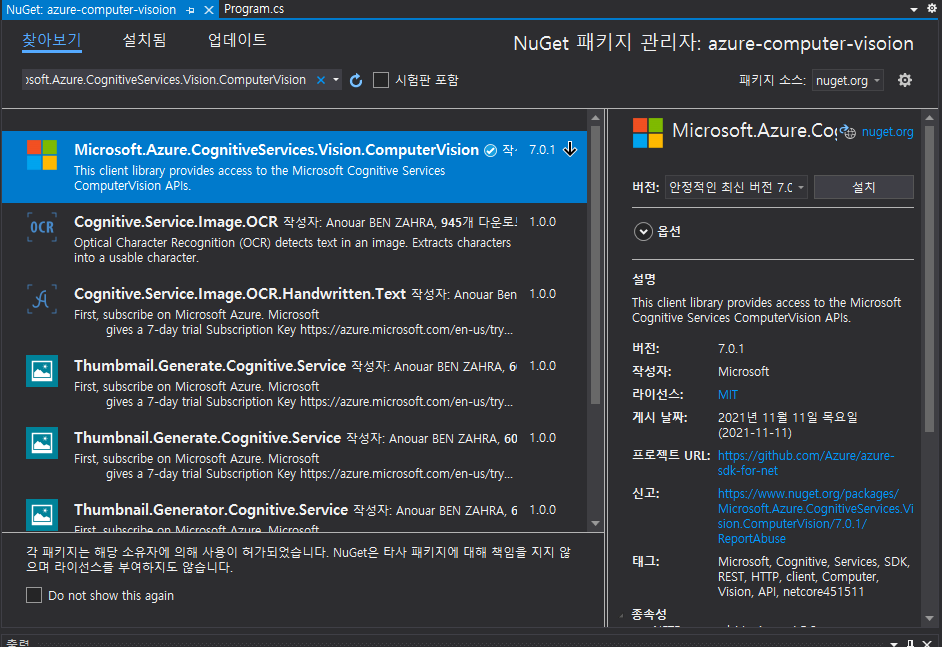 NuGet: azure-computer-visoion
Program.cs
찾아보기 설치됨 업데이트
NuGet 패키지 관리자: azure-computer-visoion
soft.Azure.CognitiveServices.Vision.ComputerVision
시험판 포함
패키지 소스: nuget.org
Microsoft.Azure.CognitiveServices.Vision.ComputerVision 작 7.0.1
This client library provides access to the Microsoft Cognitive Services
ComputerVision APIs.
OCR
Cognitive.Service.Image.OCR 작성자: Anouar BEN ZAHRA, 945개 다운로드 1.0.0
Optical Character Recognition (OCR) detects text in an image. Extracts characters
into a usable character.
A
Cognitive.Service.Image.OCR.Handwritten.Text 작성자: Anouar Ben 1.0.0
First, subscribe on Microsoft Azure. Microsoft
gives a 7-day trial Subscription Key https://azure.microsoft.com/en-us/try...
Thumbmail.Generate.Cognitive.Service 작성자: Anouar BEN ZAHRA, 6 1.0.0
First, subscribe on Microsoft Azure. Microsoft
gives a 7-day trial Subscription Key https://azure.microsoft.com/en-us/try...
Thumbnail.Generate.Cognitive.Service 작성자: Anouar BEN ZAHRA, 60 1.0.0
First, subscribe on Microsoft Azure. Microsoft
gives a 7-day trial Subscription Key https://azure.microsoft.com/en-us/try...
Thumbnail.Generator.Cognitive.Service 작성자: Anouar BEN ZAHRA, 6 1.0.0
First, subscribe on Microsoft Azure. Microsoft
각 패키지는 해당 소유자에 의해 사용이 허가되었습니다. NuGet은 타사 패키지에 대해 책임을 지지 않
으며 라이선스를 부여하지도 않습니다.
Do not show this again
Microsoft.Azure.Cog
nuget.org
버전: 안정적인 최신 버전 7.0 설치
옵션
설명
This client library provides access to the Microsoft
Cognitive Services ComputerVision APIs.
버전: 7.0.1
작성자: Microsoft
라이선스: MIT
게시 날짜: 2021년 11월 11일 목요일
(2021-11-11)
프로젝트 URL: https://github.com/Azure/azure-
sdk-for-net
신고: https://www.nuget.org/packages/
Microsoft.Azure.CognitiveServices.Vi
sion.ComputerVision/7.0.1/
ReportAbuse
태그: Microsoft, Cognitive, Services, SDK,
REST, HTTP, client, Computer,
Vision, API, netcore451511
종속성
출력